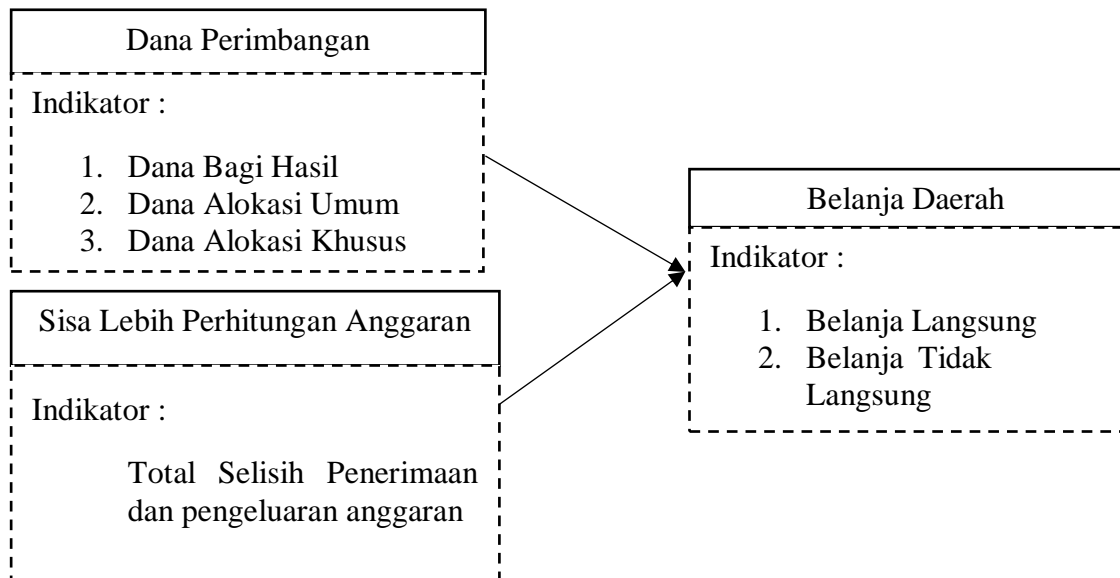 Dana Perimbangan
Indikator :
1. Dana Bagi Hasil
2. Dana Alokasi Umum
3. Dana Alokasi Khusus
Sisa Lebih Perhitungan Anggaran
Indikator :
Total Selisih Penerimaan
dan pengeluaran anggaran
Belanja Daerah
Indikator :
1. Belanja Langsung
2. Belanja Tidak
Langsung